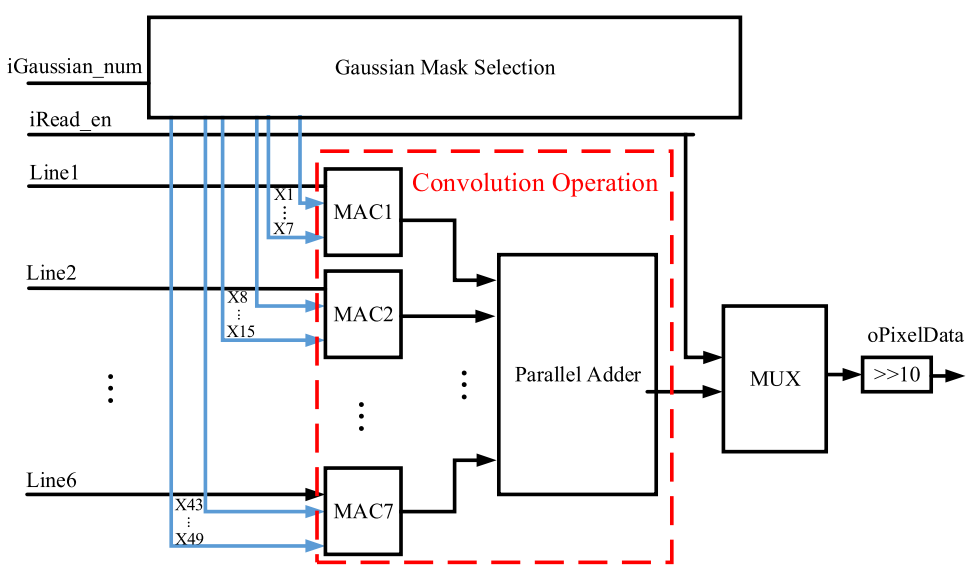 Gaussian Mask Selection
iGaussian_num
iRead_en
Line1
Convolution Operation
X1
X7
MAC1
Line2
X8
X15
MAC2
Parallel Adder
MUX
oPixelData
>>10
Line6
X43
X49
MAC7